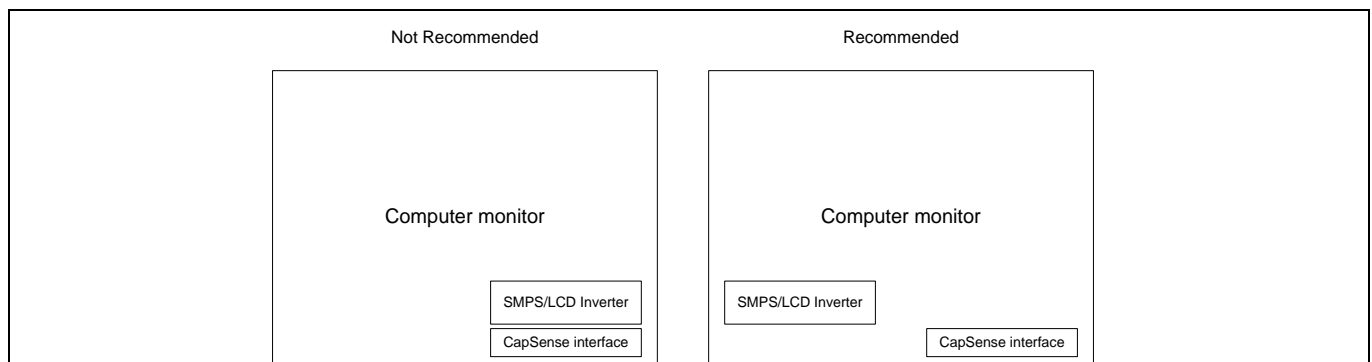 Not Recommended
Recommended
Computer monitor
Computer monitor
SMPS/LCD Inverter
SMPS/LCD Inverter
CapSense interface
CapSense interface